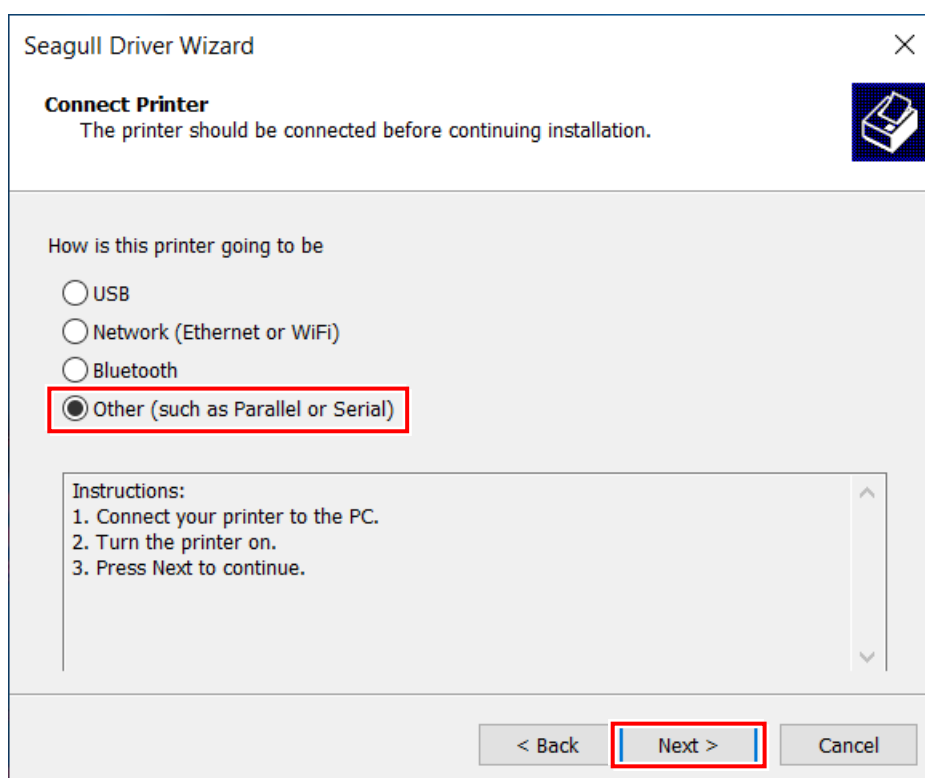 Seagull Driver Wizard
Connect Printer
The printer should be connected before continuing installation.
How is this printer going to be
USB
Network (Ethernet or WiFi)
Bluetooth
Other (such as Parallel or Serial)
Instructions:
1. Connect your printer to the PC.
2. Turn the printer on.
3. Press Next to continue.
< Back Next > Cancel